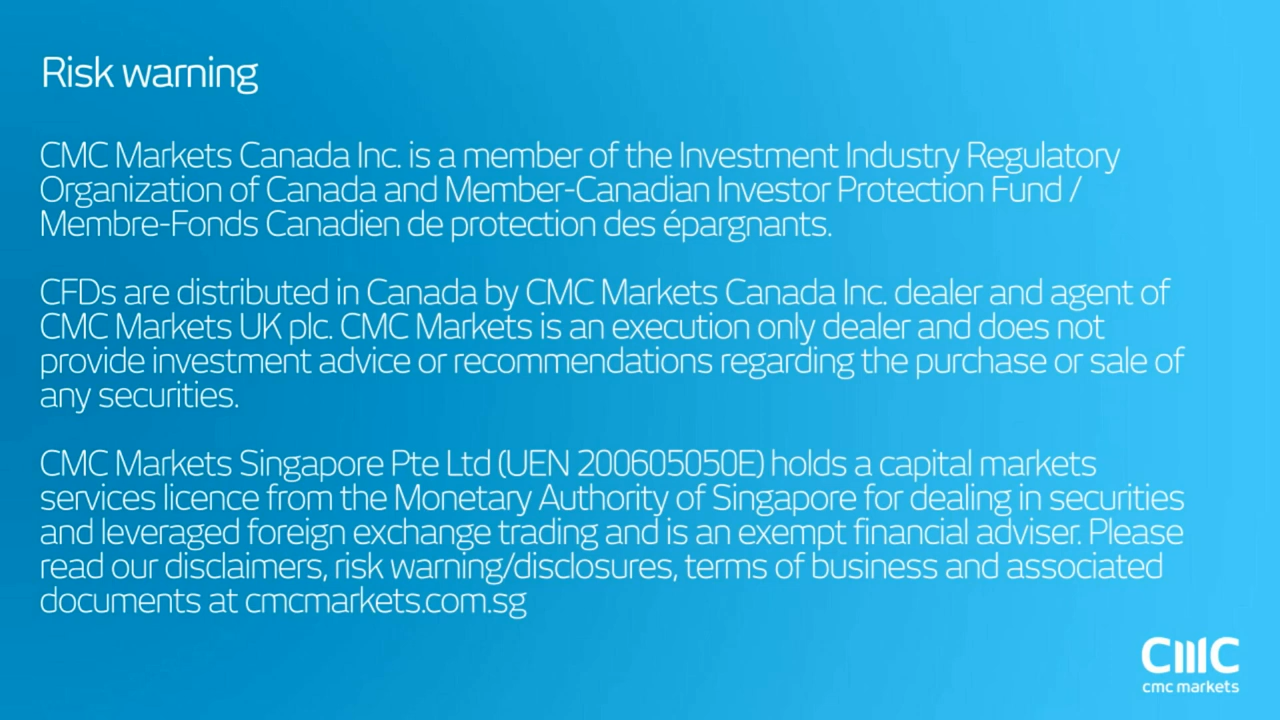 Risk warning
CMC Markets Canada Inc. is a member of the Investment Industry Regulatory
Organization of Canada and Member-Canadian Investor Protection Fund /
Membre-Fonds Canadien de protection des épargnants.
CFDs are distributed in Canada by CMC Markets Canada Inc. dealer and agent of
CMC Markets UK plc. CMC Markets is an execution only dealer and does not
provide investment advice or recommendations regarding the purchase or sale of
any securities.
CMC Markets Singapore Pte Ltd (UEN 200605050E) holds a capital markets
services licence from the Monetary Authority of Singapore for dealing in securities
and leveraged foreign exchange trading and is an exempt financial adviser. Please
read our disclaimers, risk warning/disclosures, terms of business and associated
documents at cmcmarkets.com.sg
CMC
cmc markets